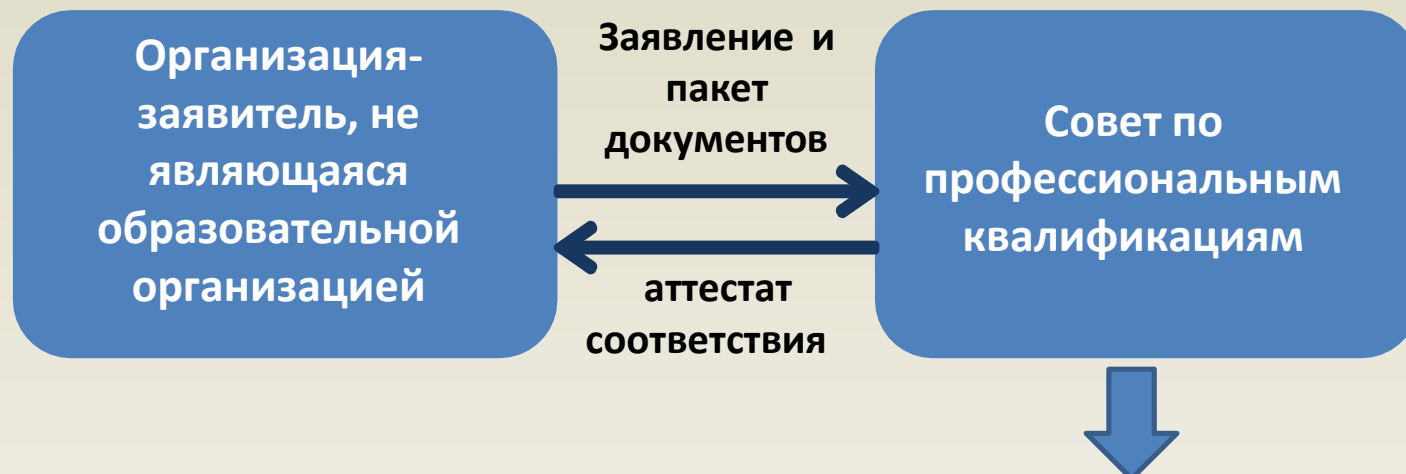 Организация-
заявитель, не
являющаяся
образовательной
организацией
Заявление и
пакет
документов
аттестат
соответствия
Совет по
профессиональным
квалификациям